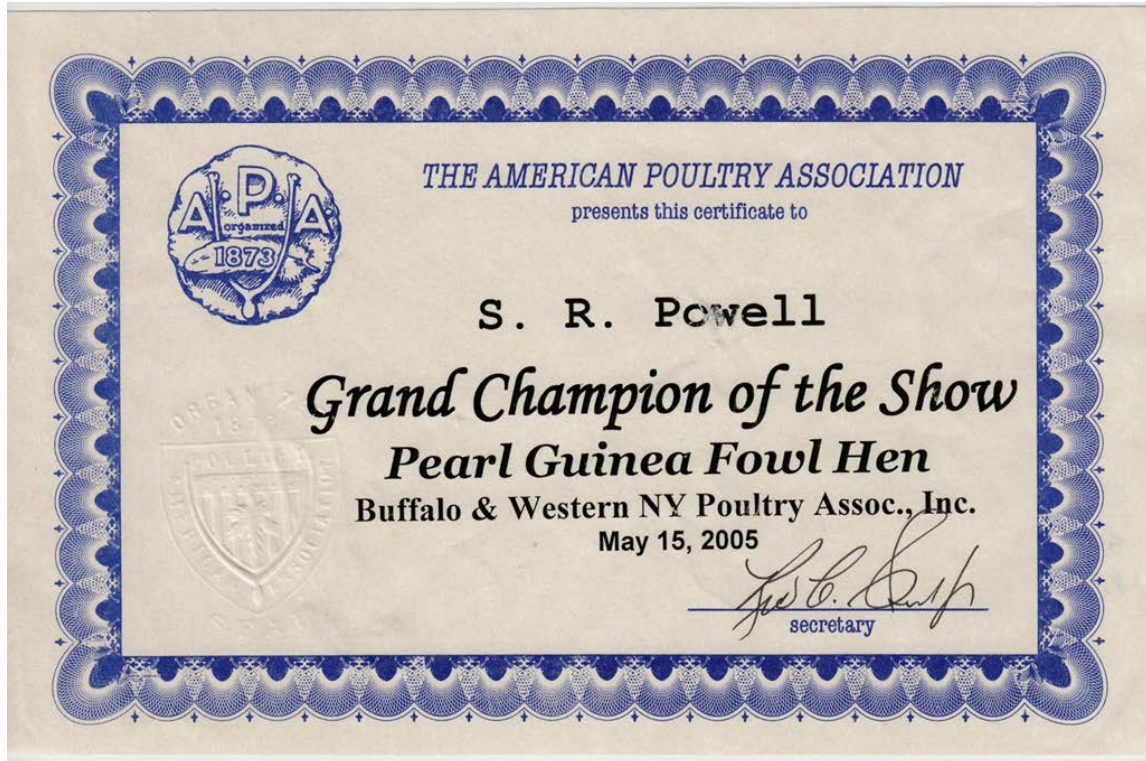 A.P.A.
organized
1873
THE AMERICAN POULTRY ASSOCIATION
presents this certificate to
S. R. Powell
Grand Champion of the Show
Pearl Guinea Fowl Hen
Buffalo & Western NY Poultry Assoc., Inc.
May 15, 2005
secretary